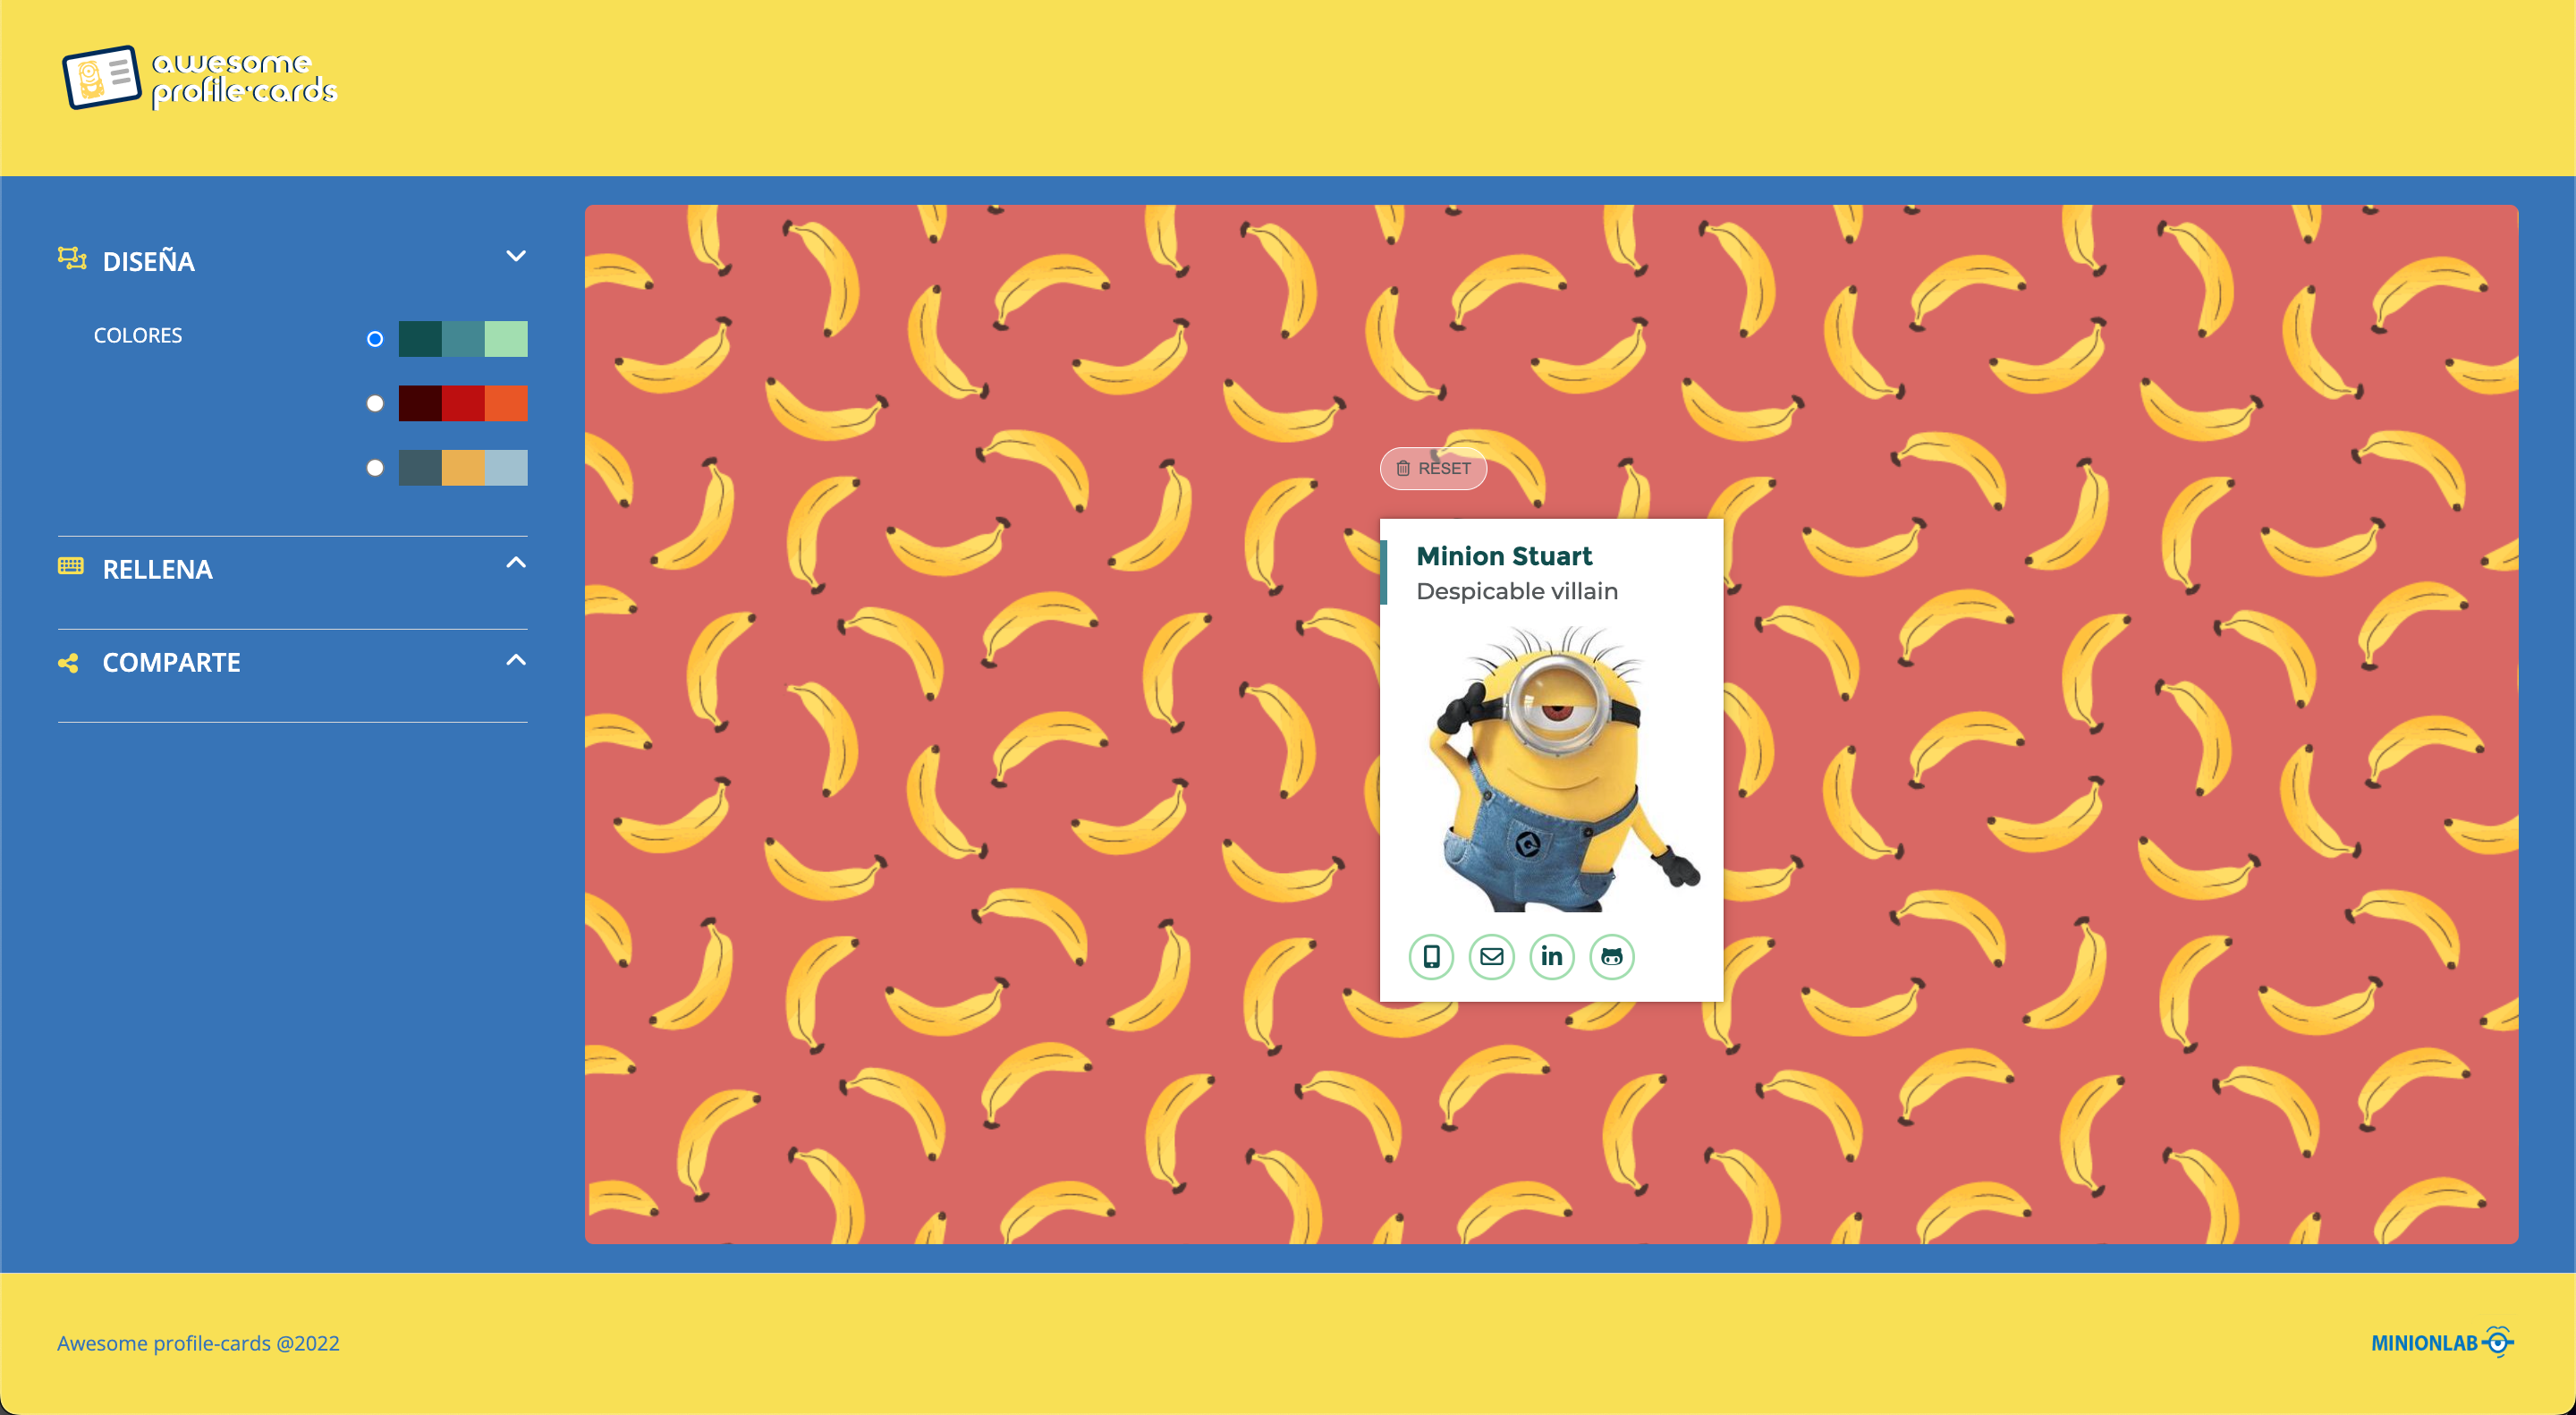 awesome
profile·cards
DISEÑA
COLORES
RELLENA
COMPARTE
RESET
Minion Stuart
Despicable villain
in
Awesome profile-cards @2022
MINIONLAB